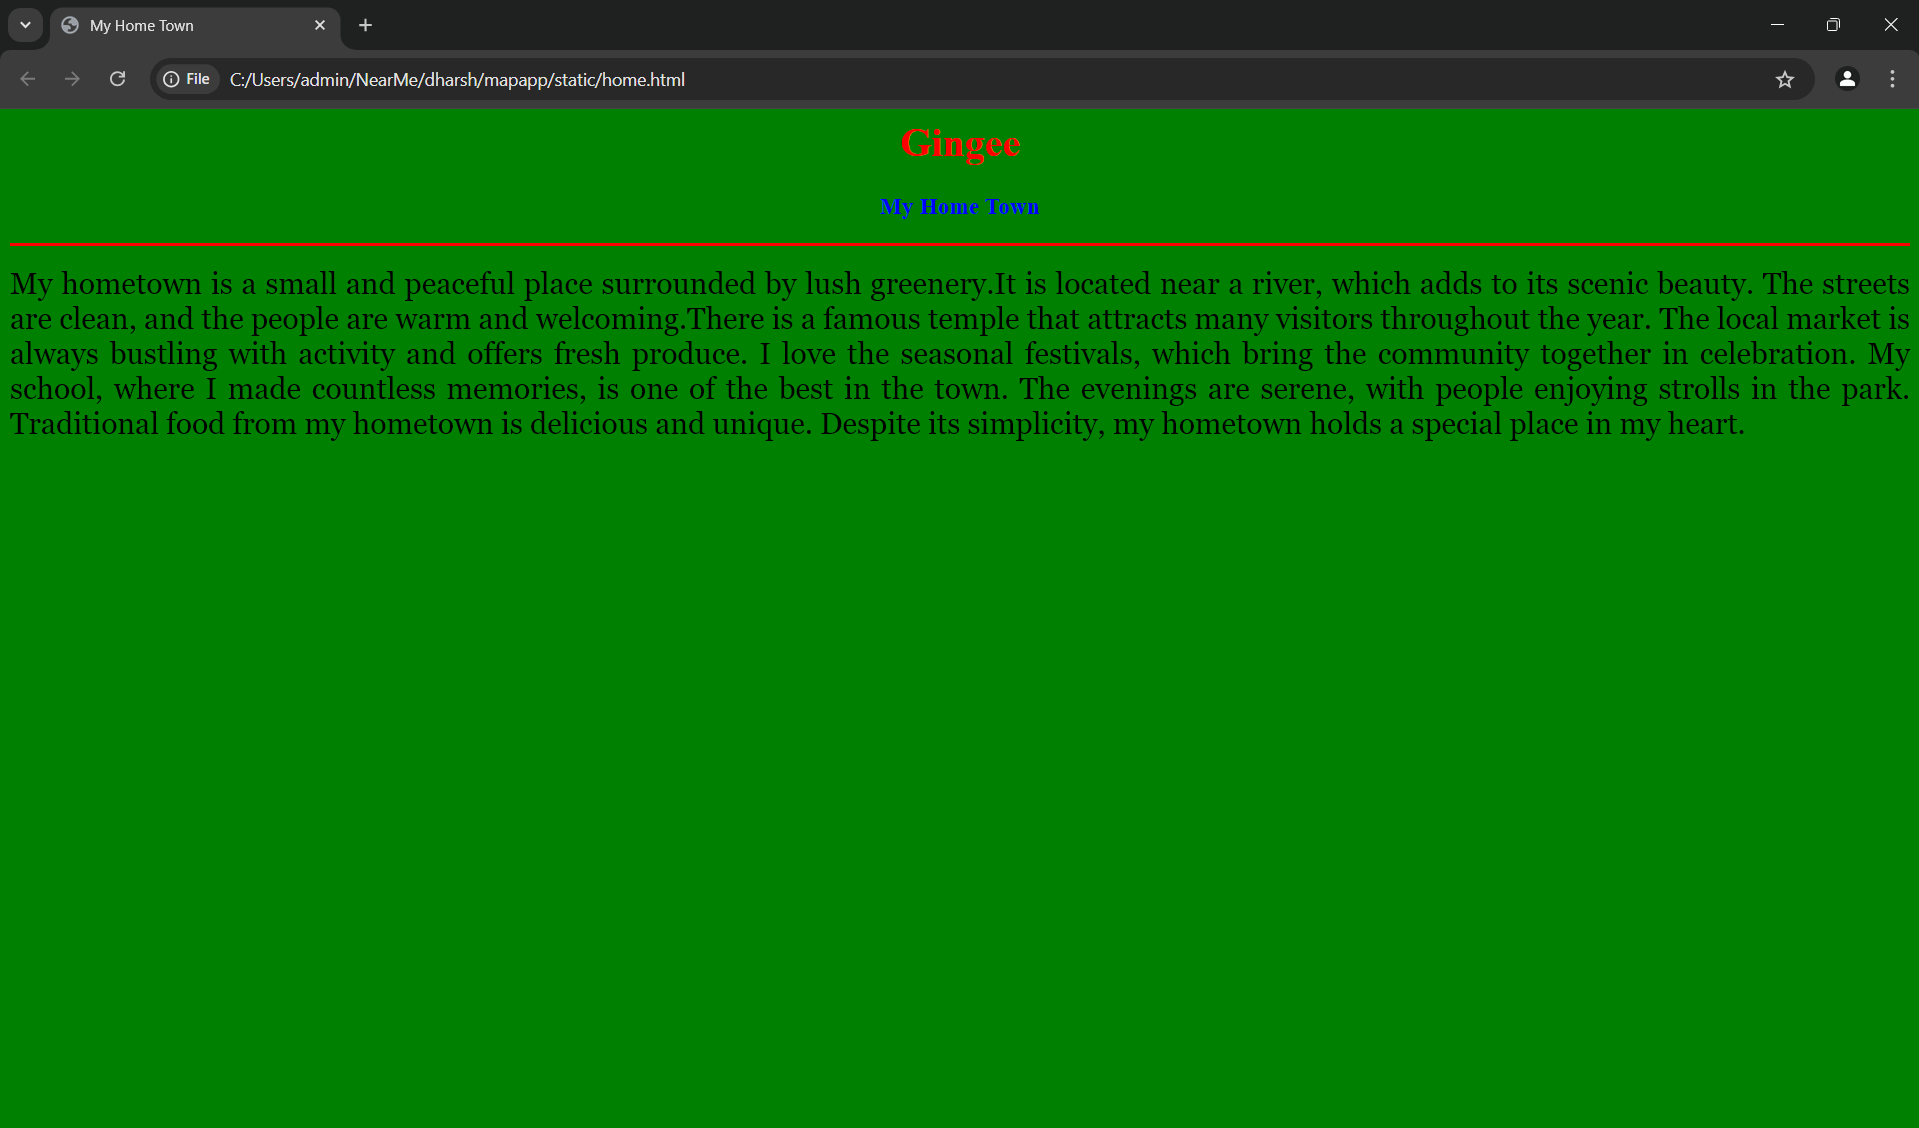 My Home Town
File C:/Users/admin/NearMe/dharsh/mapapp/static/home.html
Gingee
My Home Town
My hometown is a small and peaceful place surrounded by lush greenery.It is located near a river, which adds to its scenic beauty. The streets
are clean, and the people are warm and welcoming.There is a famous temple that attracts many visitors throughout the year. The local market is
always bustling with activity and offers fresh produce. I love the seasonal festivals, which bring the community together in celebration. My
school, where I made countless memories, is one of the best in the town. The evenings are serene, with people enjoying strolls in the park.
Traditional food from my hometown is delicious and unique. Despite its simplicity, my hometown holds a special place in my heart.